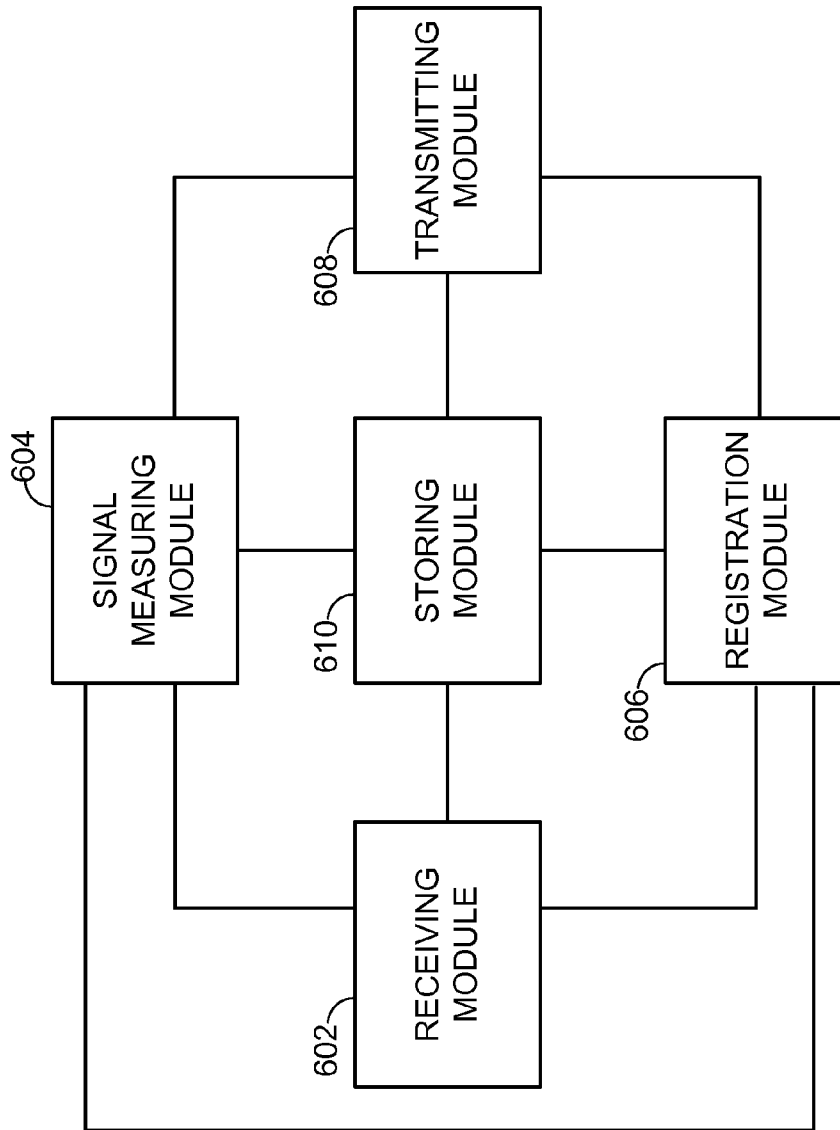 604
SIGNAL
MEASURING
MODULE
602
RECEIVING
MODULE
610
STORING
MODULE
608
TRANSMITTING
MODULE
606
REGISTRATION
MODULE